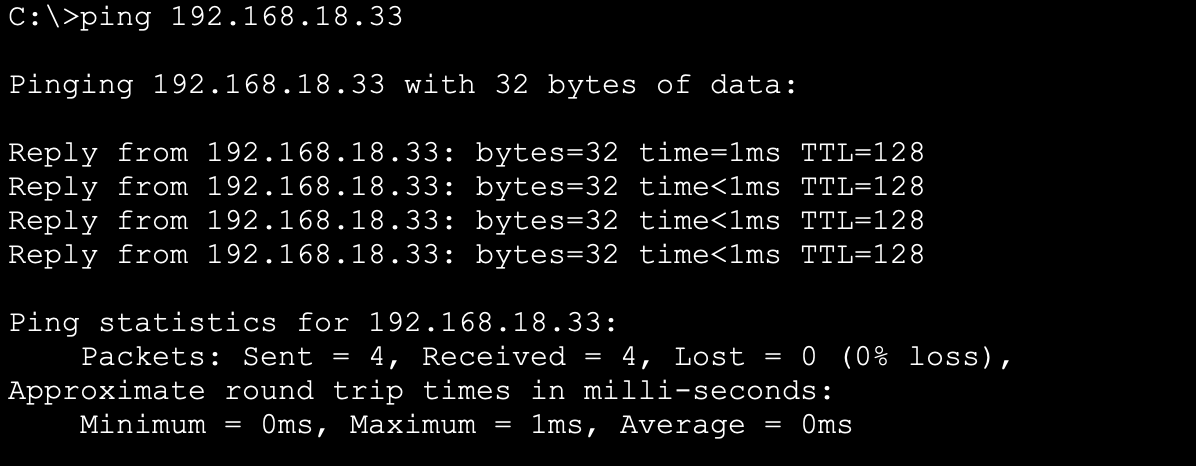 C:\>ping 192.168.18.33
Pinging 192.168.18.33 with 32 bytes of data:
Reply from 192.168.18.33: bytes=32 time=1ms TTL=128
Reply from 192.168.18.33: bytes=32 time<1ms TTL=128
Reply from 192.168.18.33: bytes=32 time<1ms TTL=128
Reply from 192.168.18.33: bytes=32 time<1ms TTL=128
Ping statistics for 192.168.18.33:
    Packets: Sent = 4, Received = 4, Lost = 0 (0% loss),
Approximate round trip times in milli-seconds:
    Minimum = 0ms, Maximum = 1ms, Average = 0ms